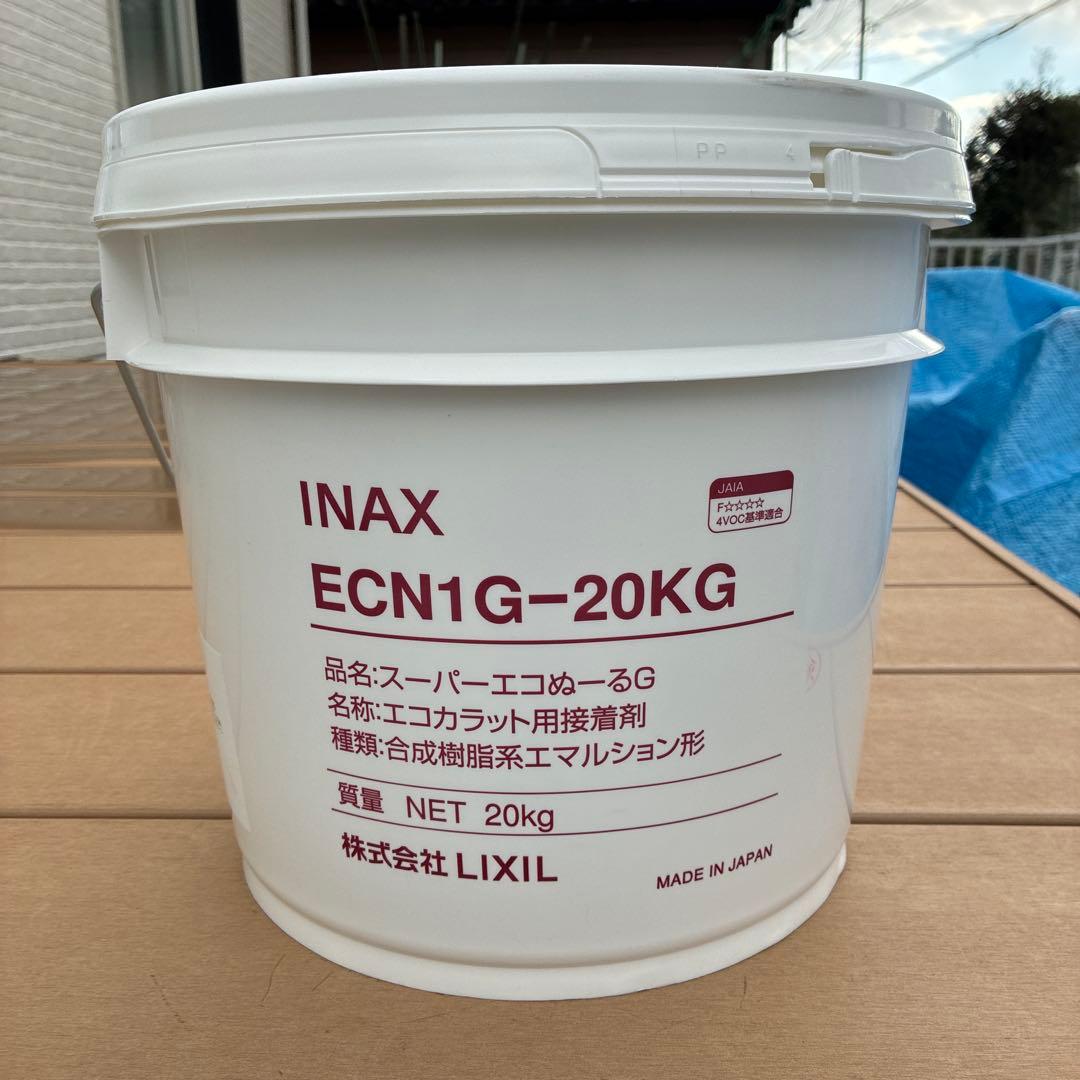 PP 4
INAX
JAIA
F☆☆☆☆
4VOC基準適合
ECN1G-20KG
品名:スーパーエコぬーるG
名称:エコカラット用接着剤
種類:合成樹脂系エマルション形
質量 NET 20kg
株式会社 LIXIL
MADE IN JAPAN